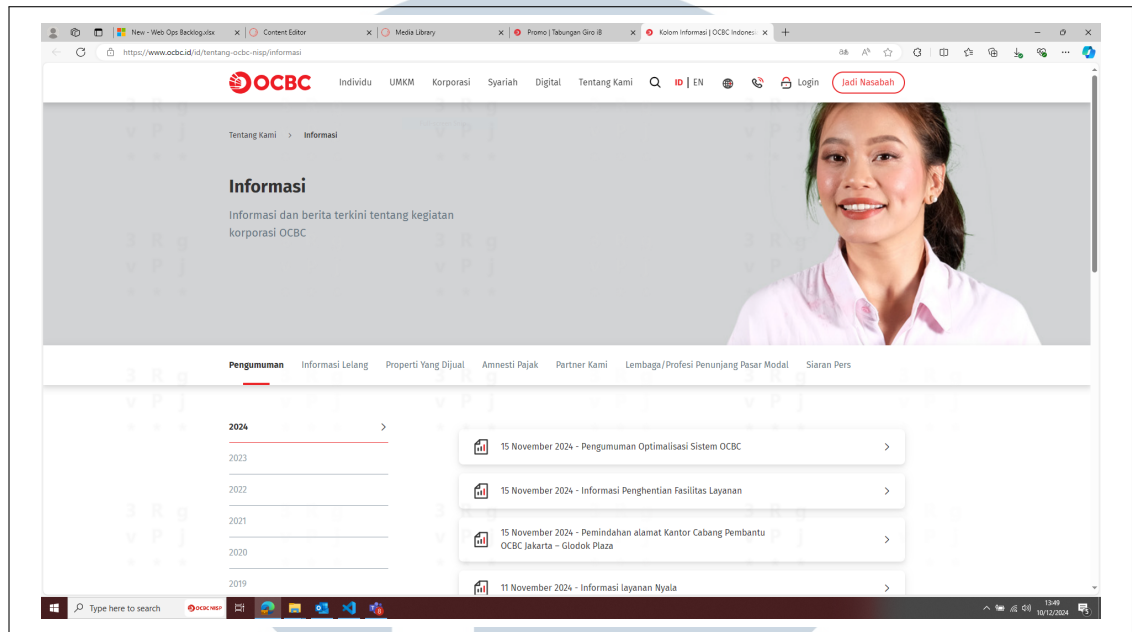 New - Web Ops Backlog.xlsx
Content Editor
Media Library
Promo | Tabungan Giro iB
Kolom Informasi | OCBC Indones
https://www.ocbc.id/id/tentang-ocbc-nisp/informasi
OCBC
Individu
UMKM
Korporasi
Syariah
Digital
Tentang Kami
ID | EN
Login
Jadi Nasabah
Tentang Kami > Informasi
Informasi
Informasi dan berita terkini tentang kegiatan
korporasi OCBC
Pengumuman
Informasi Lelang
Properti Yang Dijual
Amnesti Pajak
Partner Kami
Lembaga/Profesi Penunjang Pasar Modal
Siaran Pers
2024
2023
2022
2021
2020
2019
15 November 2024 - Pengumuman Optimalisasi Sistem OCBC
15 November 2024 - Informasi Penghentian Fasilitas Layanan
15 November 2024 - Pemindahan alamat Kantor Cabang Pembantu
OCBC Jakarta – Glodok Plaza
11 November 2024 - Informasi layanan Nyala
Type here to search
OCBC NISP
13:49
10/12/2024